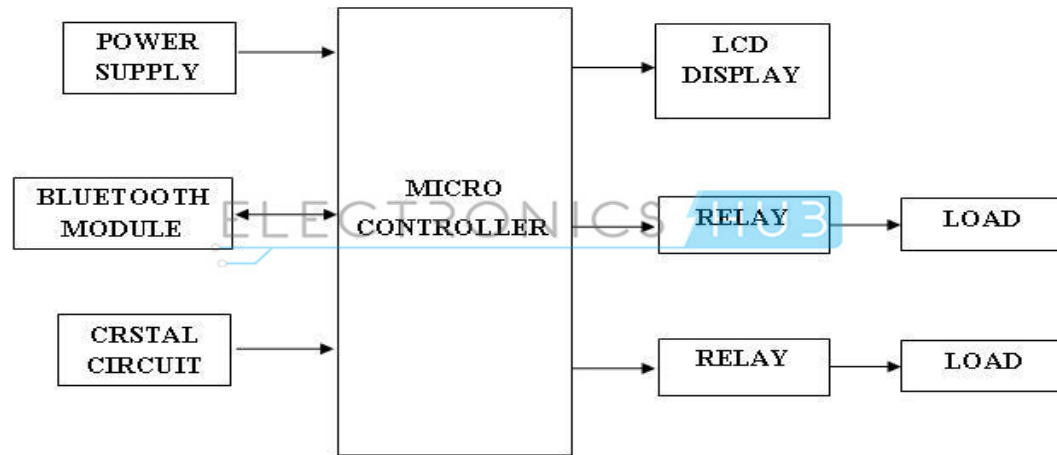 POWER
SUPPLY
LCD
DISPLAY
BLUETOOTH
MODULE
MICRO
CONTROLLER
ELECTRONICS HUB
RELAY
LOAD
CRSTAL
CIRCUIT
RELAY
LOAD